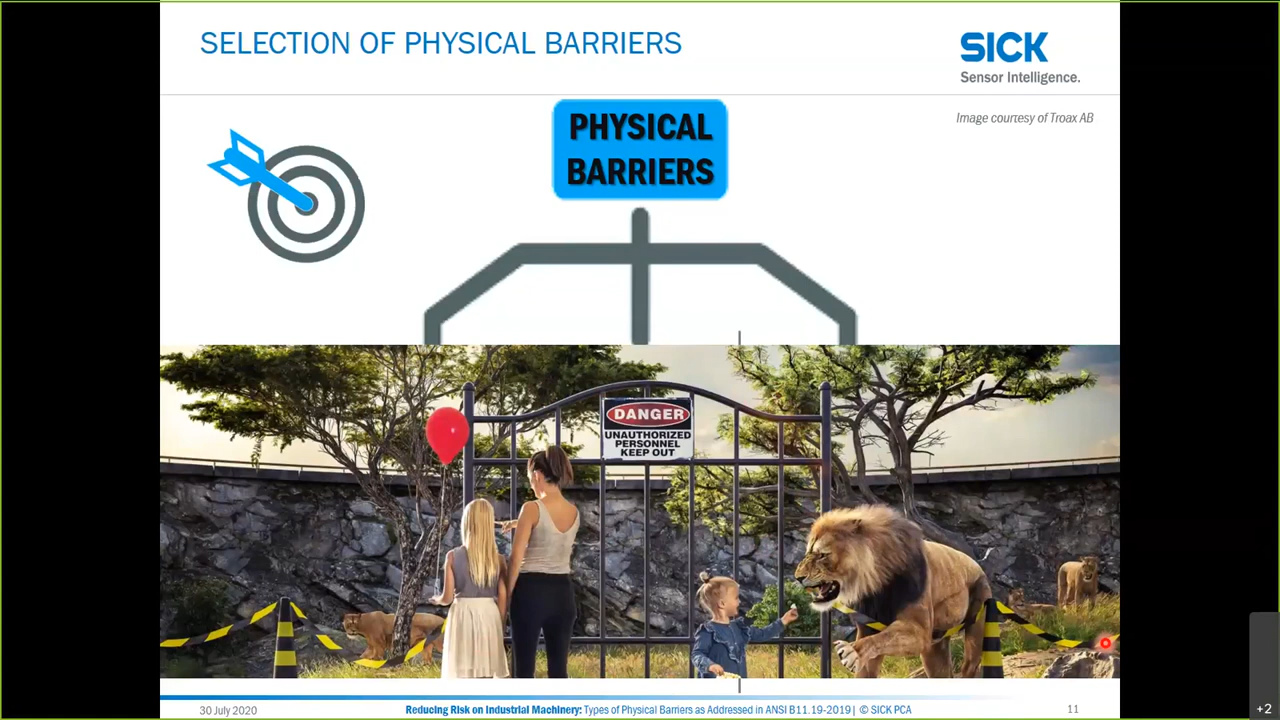 SELECTION OF PHYSICAL BARRIERS
SICK
Sensor Intelligence.
Image courtesy of Troax AB
PHYSICAL
BARRIERS
DANGER
UNAUTHORIZED
PERSONNEL
KEEP OUT
30 July 2020
Reducing Risk on Industrial Machinery: Types of Physical Barriers as Addressed in ANSI B11.19-2019| © SICK PCA
11
+2